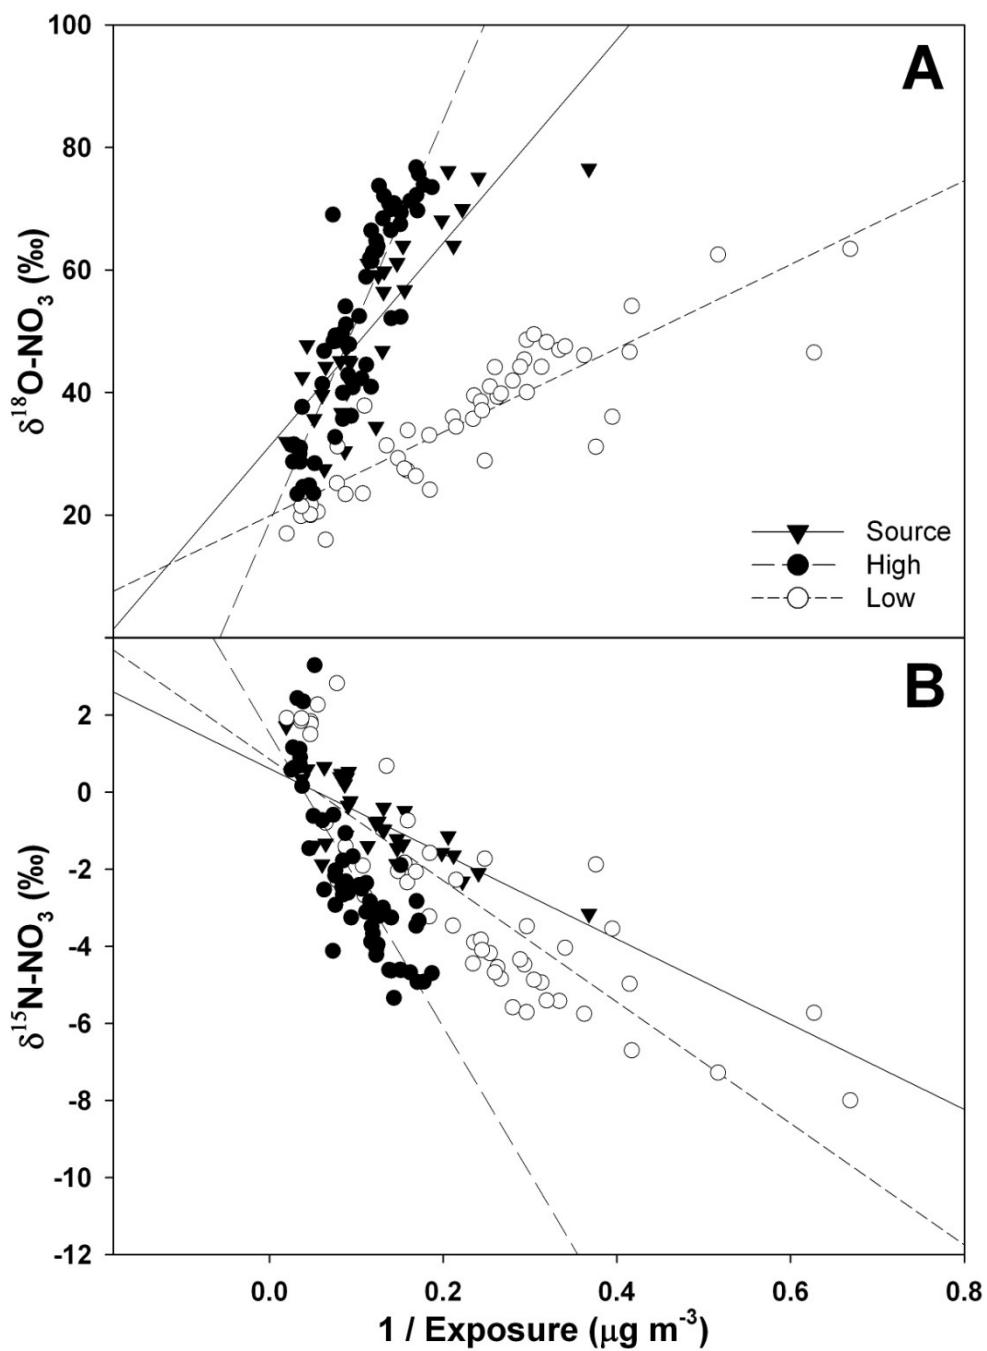 100
80
60
40
20
δ18O-NO3 (‰)
A
Source
High
Low
2
0
-2
-4
-6
-8
-10
-12
δ15N-NO3 (‰)
B
0.0 0.2 0.4 0.6 0.8
1 / Exposure (μg m-3)